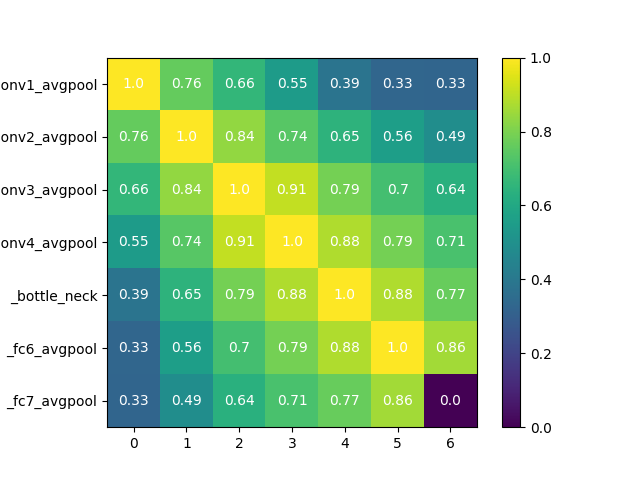 onv1_avgpool 1.0 0.76 0.66 0.55 0.39 0.33 0.33 1.0
onv2_avgpool 0.76 1.0 0.84 0.74 0.65 0.56 0.49 0.8
onv3_avgpool 0.66 0.84 1.0 0.91 0.79 0.7 0.64 0.6
onv4_avgpool 0.55 0.74 0.91 1.0 0.88 0.79 0.71
_bottle_neck 0.39 0.65 0.79 0.88 1.0 0.88 0.77 0.4
_fc6_avgpool 0.33 0.56 0.7 0.79 0.88 1.0 0.86 0.2
_fc7_avgpool 0.33 0.49 0.64 0.71 0.77 0.86 0.0 0.0
0 1 2 3 4 5 6